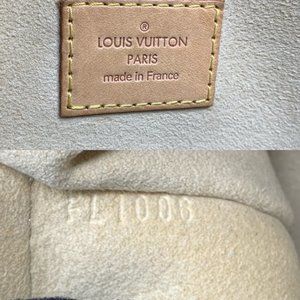 ®
LOUIS VUITTON
PARIS
made in France
FL1006